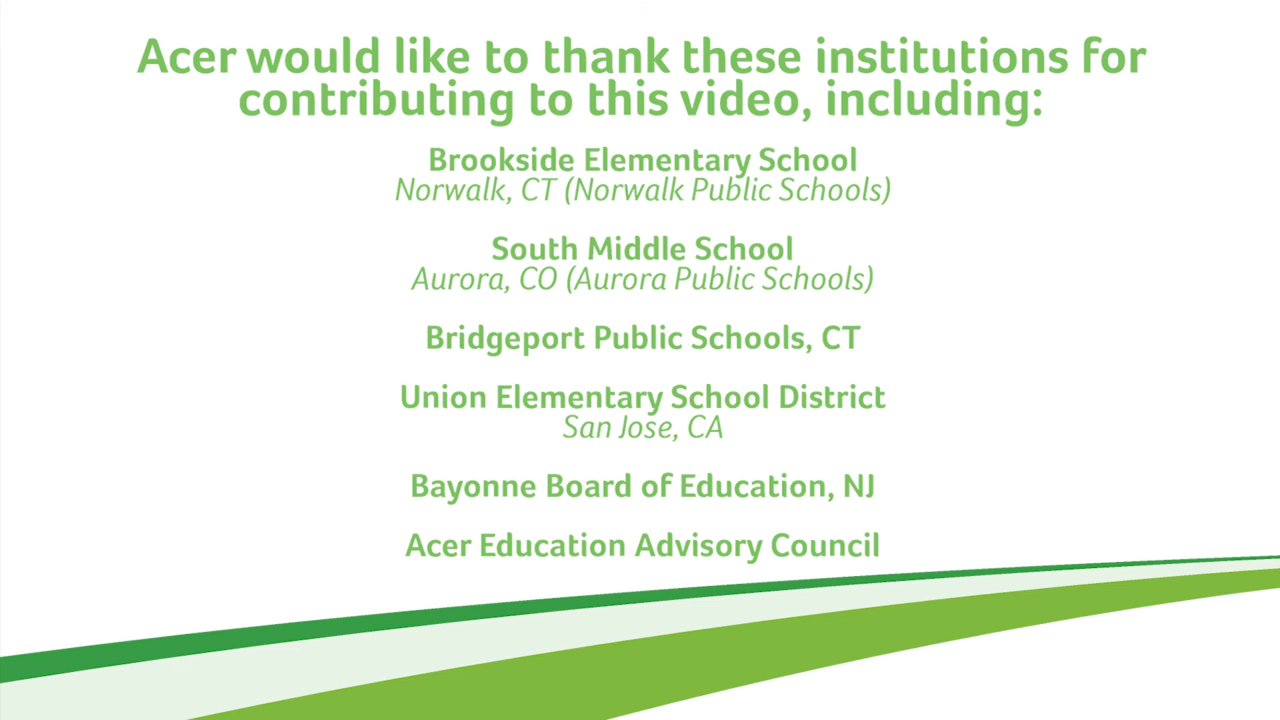 Acer would like to thank these institutions for
contributing to this video, including:
Brookside Elementary School
Norwalk, CT (Norwalk Public Schools)
South Middle School
Aurora, CO (Aurora Public Schools)
Bridgeport Public Schools, CT
Union Elementary School District
San Jose, CA
Bayonne Board of Education, NJ
Acer Education Advisory Council